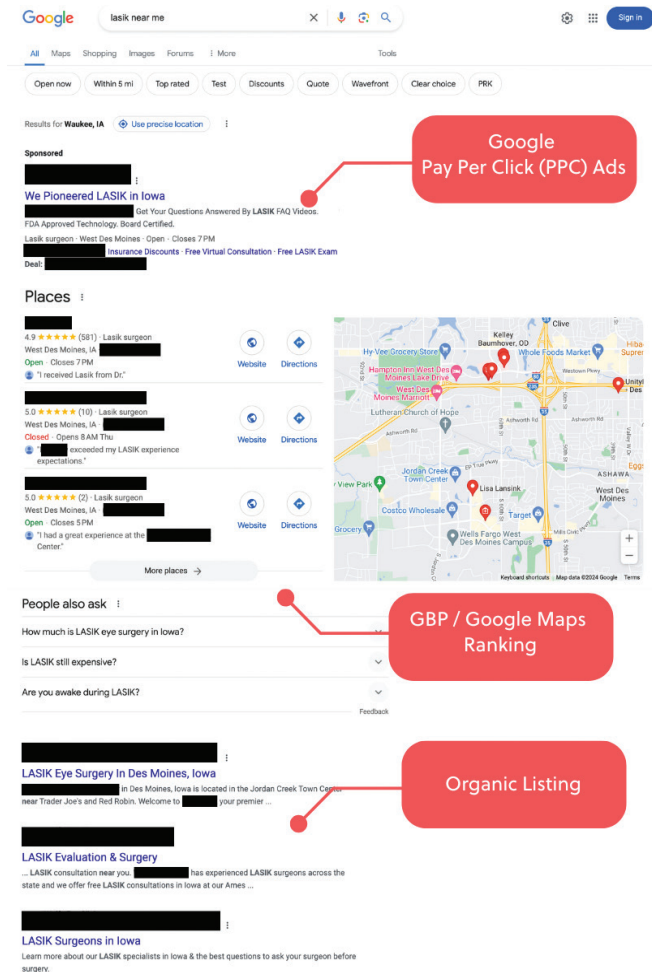 Google
lasik near me
Sign in
All Maps Shopping Images Forums More Tools
Open now Within 5 mi Top rated Test Discounts Quote Wavefront Clear choice PRK
Results for Waukee, IA Use precise location
Google
Pay Per Click (PPC) Ads
Sponsored
We Pioneered LASIK in Iowa
Get Your Questions Answered By LASIK FAQ Videos.
FDA Approved Technology. Board Certified.
Lasik surgeon · West Des Moines · Open · Closes 7 PM
Insurance Discounts · Free Virtual Consultation · Free LASIK Exam
Deal:
Places
4.9 ★★★★★ (581) · Lasik surgeon
West Des Moines, IA
Open · Closes 7 PM
"I received Lasik from Dr."
Website Directions
5.0 ★★★★★ (10) · Lasik surgeon
West Des Moines, IA ·
Closed · Opens 8 AM Thu
" exceeded my LASIK experience
expectations."
Website Directions
5.0 ★★★★★ (2) · Lasik surgeon
West Des Moines, IA ·
Open · Closes 5 PM
"I had a great experience at the
Center."
Website Directions
More places →
Clive
Kelley
Baumhover, OD
Hy-Vee Grocery Store
Whole Foods Market
Hampton Inn West Des
Moines Lake Drive
Westown Pkwy
West Des
Moines Marriott
Lutheran Church of Hope
Ashworth Rd
Ashworth Rd
Ashworth Rd
Jordan Creek
Town Center
EP True Pkwy
ASHAWA
View Park
Lisa Lansink
West Des
Moines
Costco Wholesale
Target
Grocery
Wells Fargo West
Des Moines Campus
Mills Civic
Keyboard shortcuts Map data ©2024 Google Terms
People also ask
How much is LASIK eye surgery in Iowa?
Is LASIK still expensive?
Are you awake during LASIK?
Feedback
GBP / Google Maps
Ranking
LASIK Eye Surgery In Des Moines, Iowa
in Des Moines, Iowa is located in the Jordan Creek Town Center
near Trader Joe's and Red Robin. Welcome to your premier ...
Organic Listing
LASIK Evaluation & Surgery
... LASIK consultation near you. has experienced LASIK surgeons across the
state and we offer free LASIK consultations in Iowa at our Ames ...
LASIK Surgeons in Iowa
Learn more about our LASIK specialists in Iowa & the best questions to ask your surgeon before
surgery.